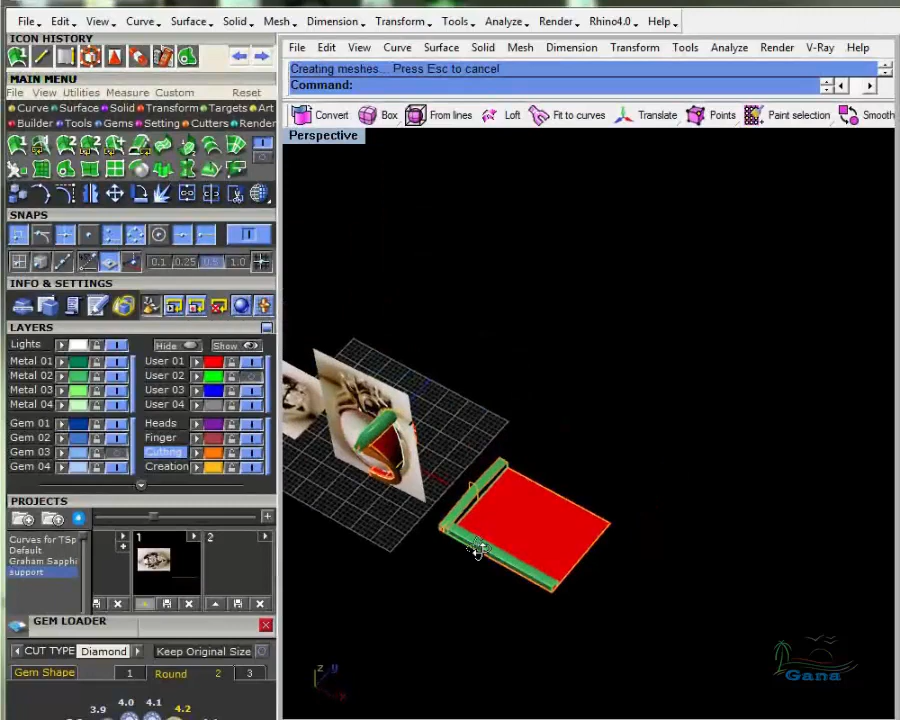 File Edit View Curve Surface Solid Mesh Dimension Transform Tools Analyze Render Rhino4.0 Help
ICON HISTORY
MAIN MENU
File View Utilities Measure Custom Reset
Curve Surface Solid Transform Targets Art
Builder Tools Gems Setting Cutters Render
SNAPS
0.1 0.25 0.5 1.0
INFO & SETTINGS
LAYERS
Lights Hide Show
Metal 01 User 01
Metal 02 User 02
Metal 03 User 03
Metal 04 User 04
Gem 01 Heads
Gem 02 Finger
Gem 03 Cutting
Gem 04 Creation
PROJECTS
Curves for TSp
Default
Graham Sapphi
support
1 2
GEM LOADER
CUT TYPE Diamond Keep Original Size
Gem Shape 1 Round 2 3
3.9 4.0 4.1 4.2
File Edit View Curve Surface Solid Mesh Dimension Transform Tools Analyze Render V-Ray Help
Creating meshes... Press Esc to cancel
Command:
Convert Box From lines Loft Fit to curves Translate Points Paint selection Smooth
Perspective
z y x
Gana